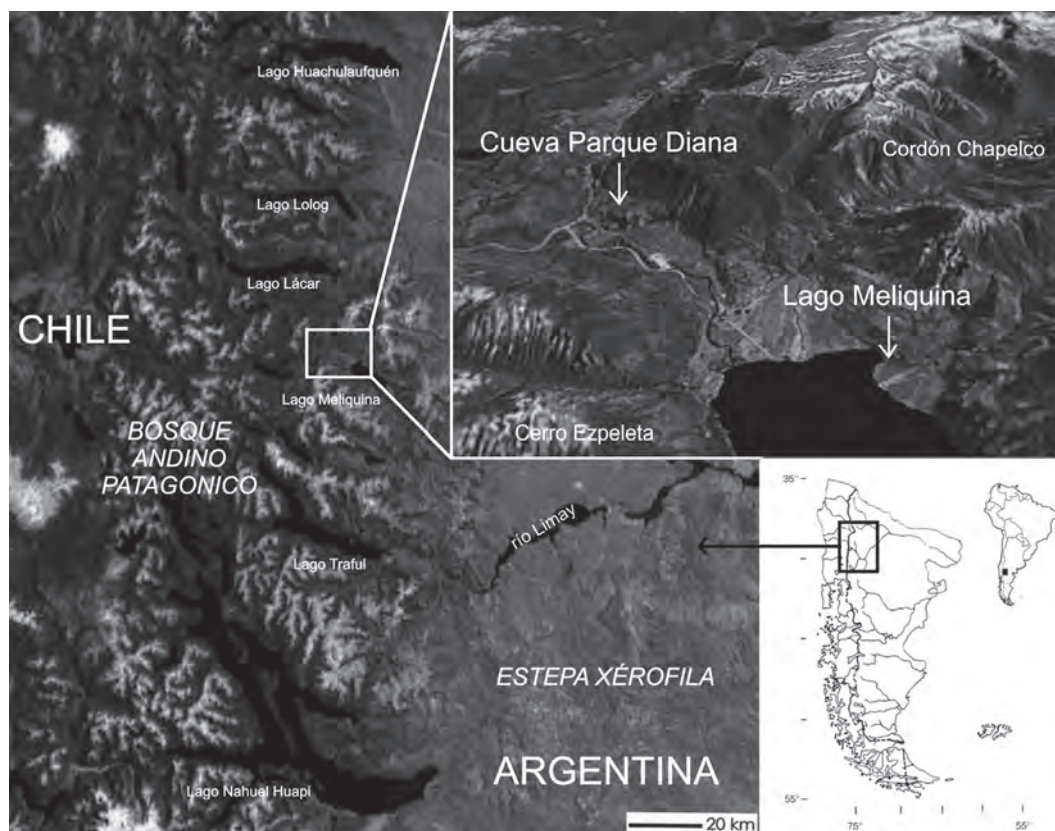 Lago Huachulaufquén
Lago Lolog
Lago Lácar
CHILE
Lago Meliquina
BOSQUE
ANDINO
PATAGONICO
Lago Traful
Lago Nahuel Huapí
río Limay
ESTEPA XÉROFILA
ARGENTINA
20 km
Cueva Parque Diana
Cordón Chapelco
Lago Meliquina
Cerro Ezpeleta
35°
55°
75°
55°